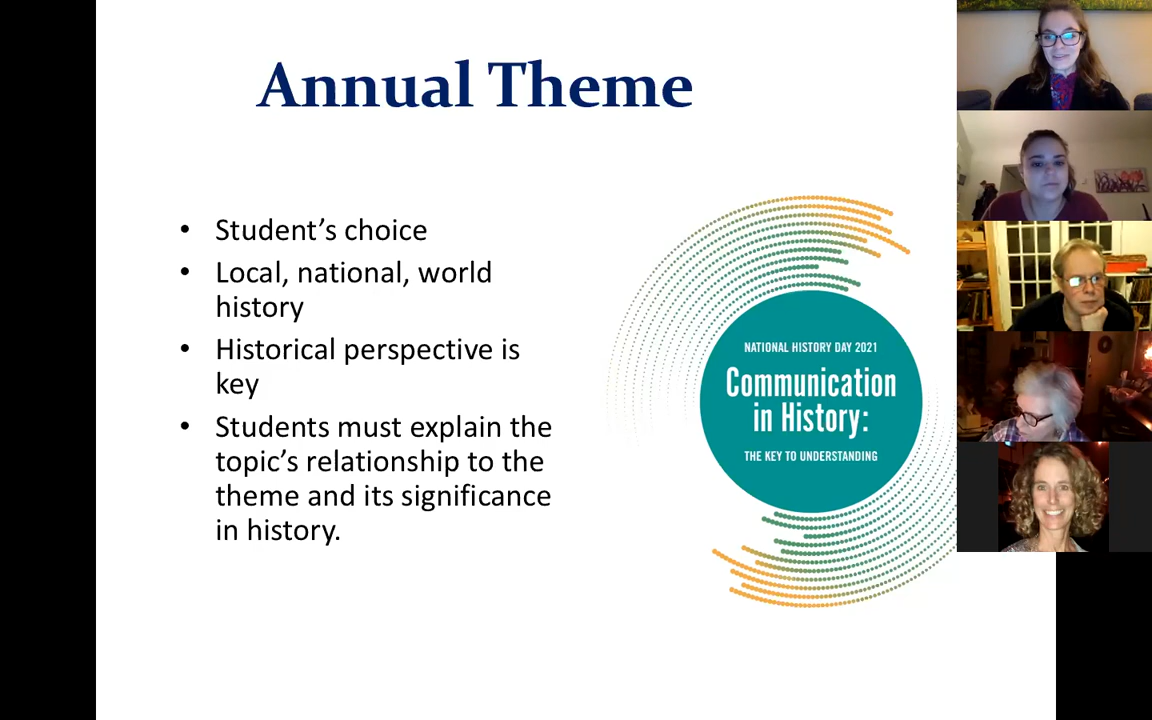 Annual Theme
• Student’s choice
• Local, national, world
history
• Historical perspective is
key
• Students must explain the
topic’s relationship to the
theme and its significance
in history.
NATIONAL HISTORY DAY 2021
Communication
in History:
THE KEY TO UNDERSTANDING